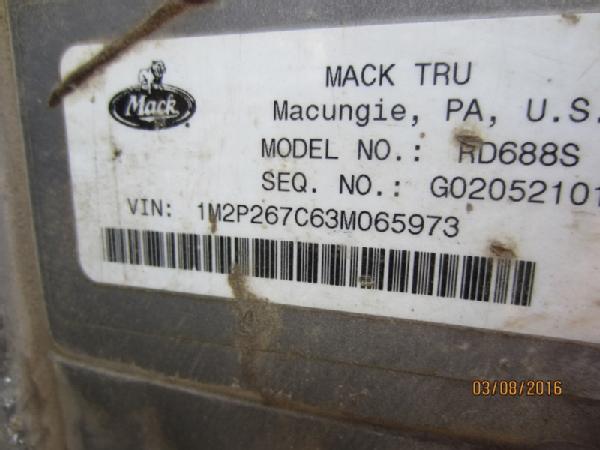 Mack
MACK TRU
Macungie, PA, U.S.
MODEL NO.: RD688S
SEQ. NO.: G02052101
VIN: 1M2P267C63M065973
03/08/2016